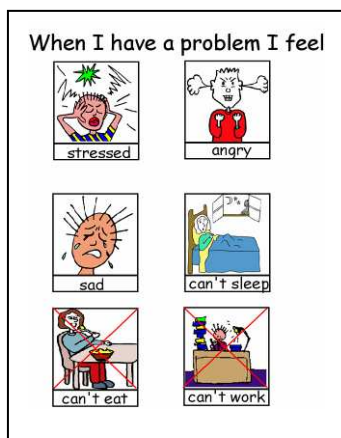 When I have a problem I feel
stressed
angry
sad
can't sleep
can't eat
can't work